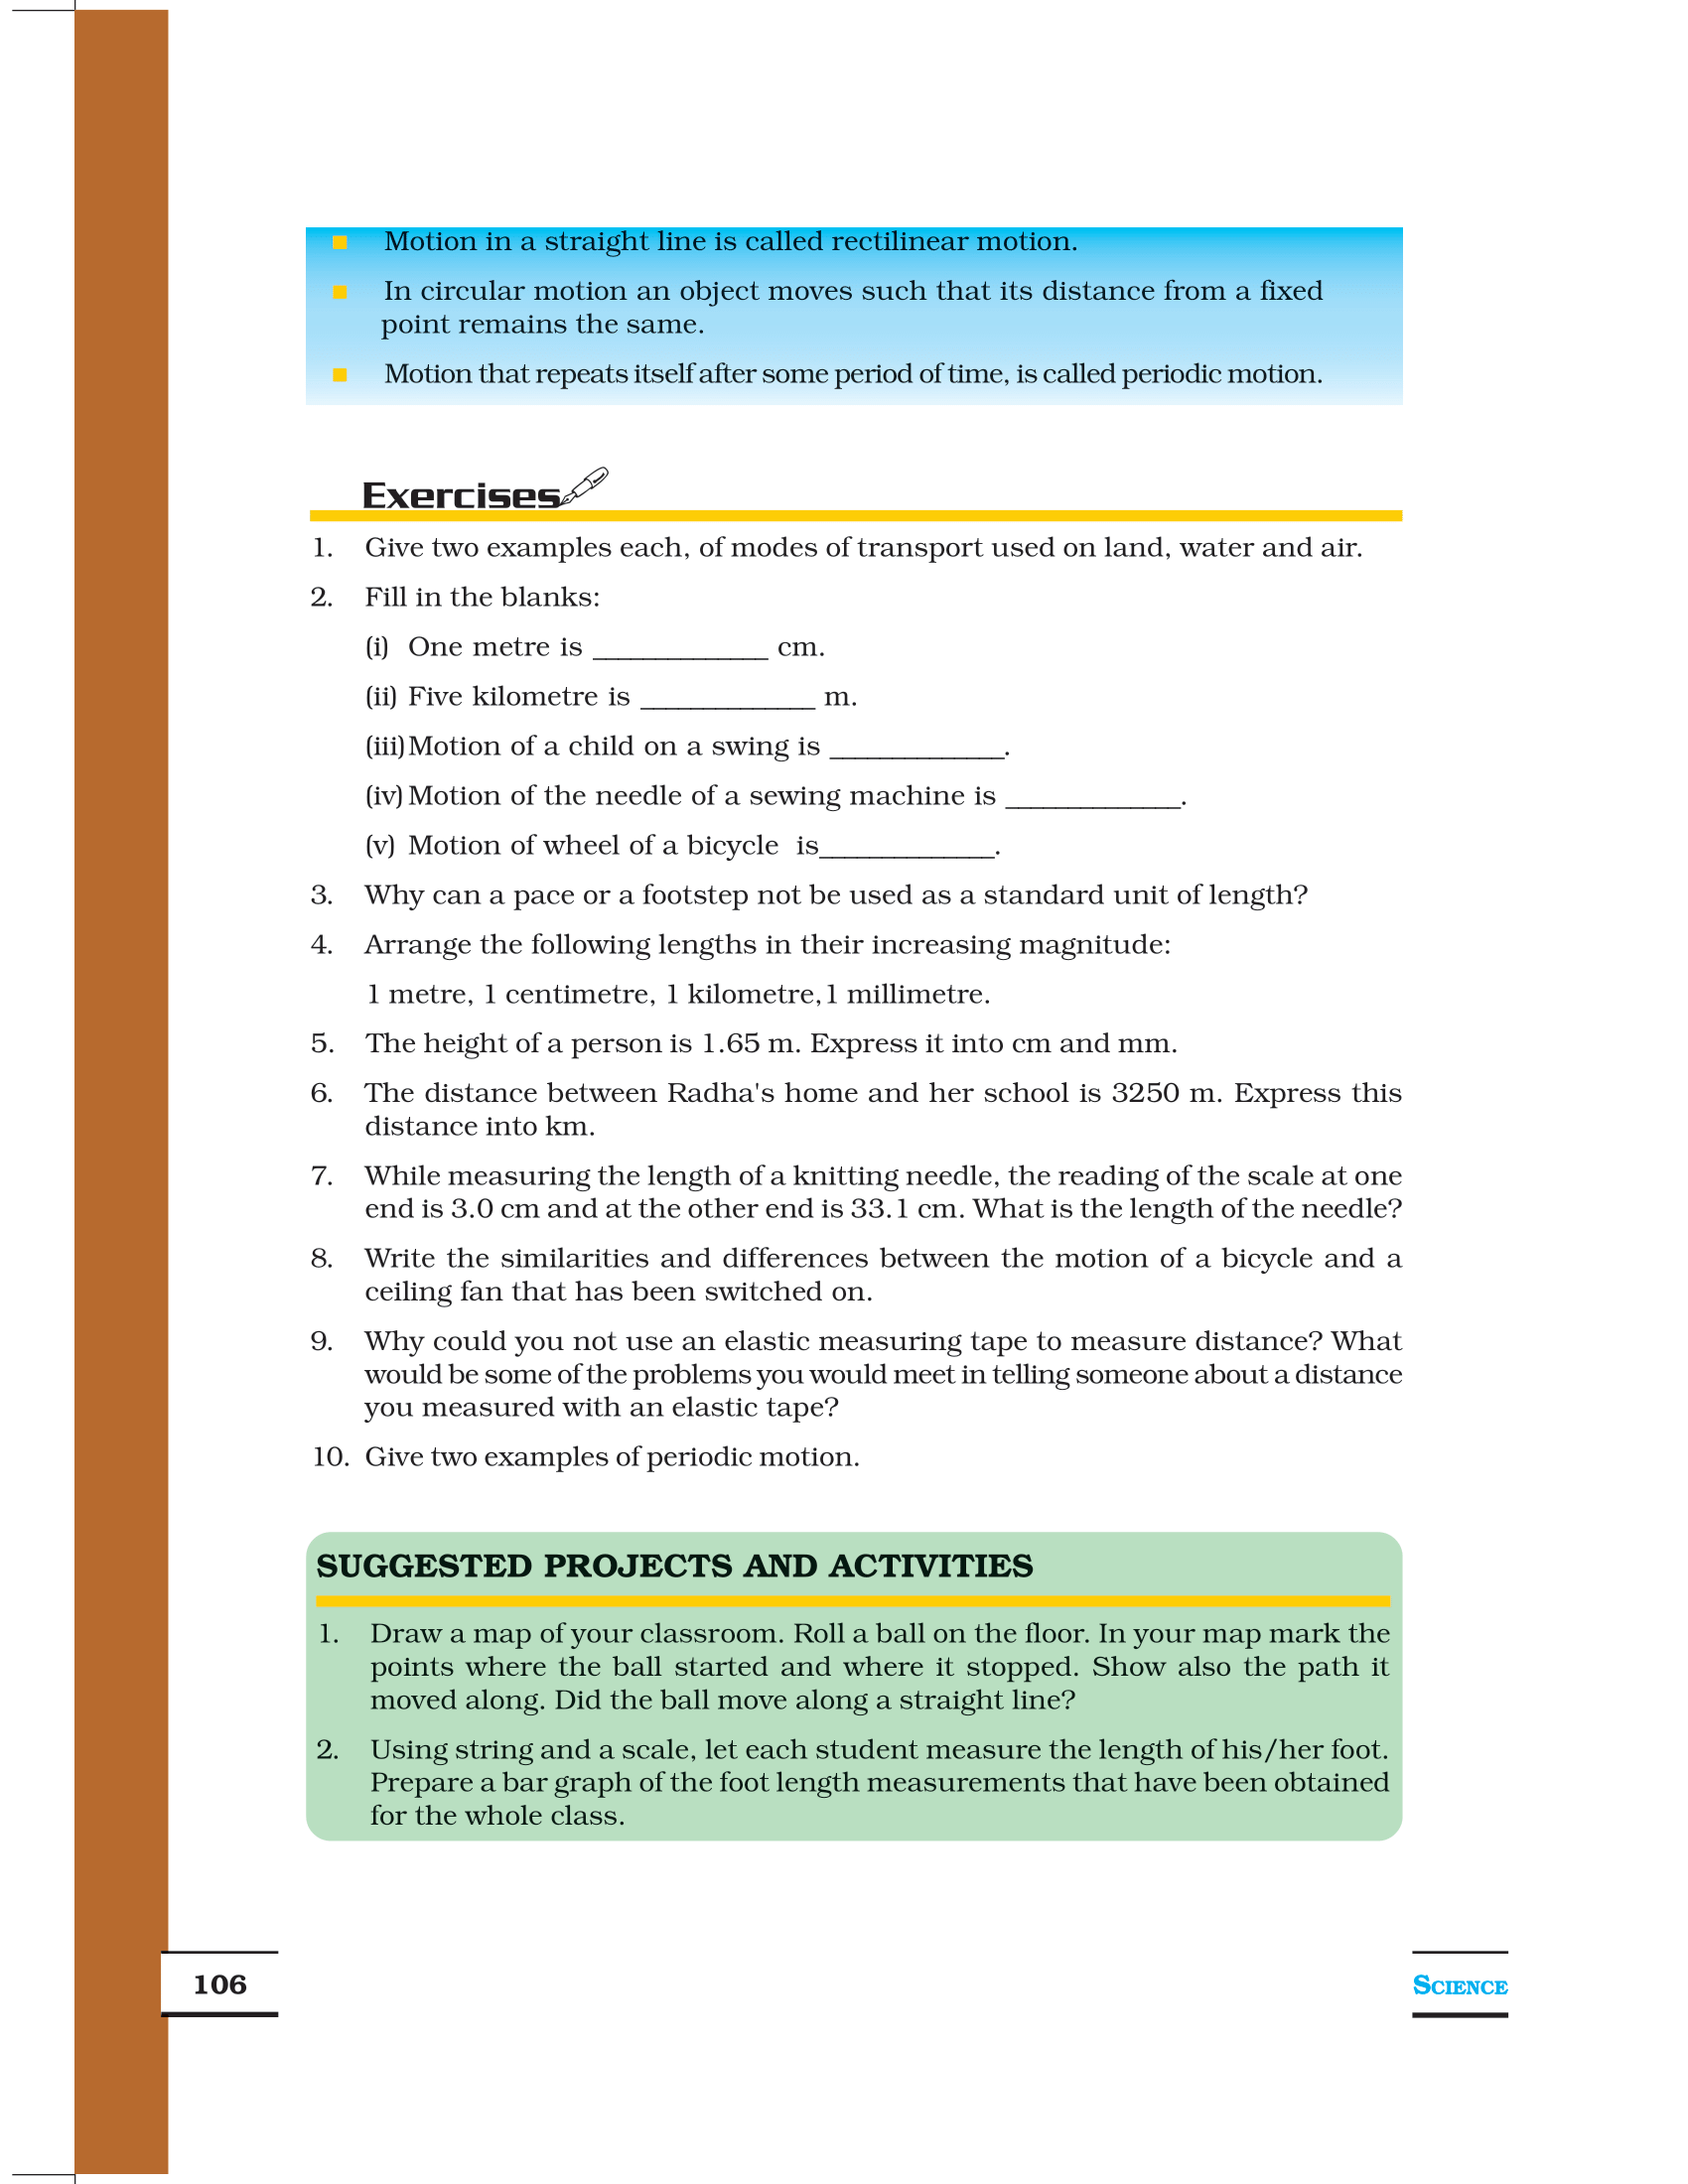 Motion in a straight line is called rectilinear motion.
In circular motion an object moves such that its distance from a fixed
point remains the same.
Motion that repeats itself after some period of time, is called periodic motion.
Exercises
1. Give two examples each, of modes of transport used on land, water and air.
2. Fill in the blanks:
(i) One metre is ______________ cm.
(ii) Five kilometre is ______________ m.
(iii) Motion of a child on a swing is ______________.
(iv) Motion of the needle of a sewing machine is ______________.
(v) Motion of wheel of a bicycle is______________.
3. Why can a pace or a footstep not be used as a standard unit of length?
4. Arrange the following lengths in their increasing magnitude:
1 metre, 1 centimetre, 1 kilometre,1 millimetre.
5. The height of a person is 1.65 m. Express it into cm and mm.
6. The distance between Radha's home and her school is 3250 m. Express this
distance into km.
7. While measuring the length of a knitting needle, the reading of the scale at one
end is 3.0 cm and at the other end is 33.1 cm. What is the length of the needle?
8. Write the similarities and differences between the motion of a bicycle and a
ceiling fan that has been switched on.
9. Why could you not use an elastic measuring tape to measure distance? What
would be some of the problems you would meet in telling someone about a distance
you measured with an elastic tape?
10. Give two examples of periodic motion.
SUGGESTED PROJECTS AND ACTIVITIES
1. Draw a map of your classroom. Roll a ball on the floor. In your map mark the
points where the ball started and where it stopped. Show also the path it
moved along. Did the ball move along a straight line?
2. Using string and a scale, let each student measure the length of his/her foot.
Prepare a bar graph of the foot length measurements that have been obtained
for the whole class.
106
SCIENCE